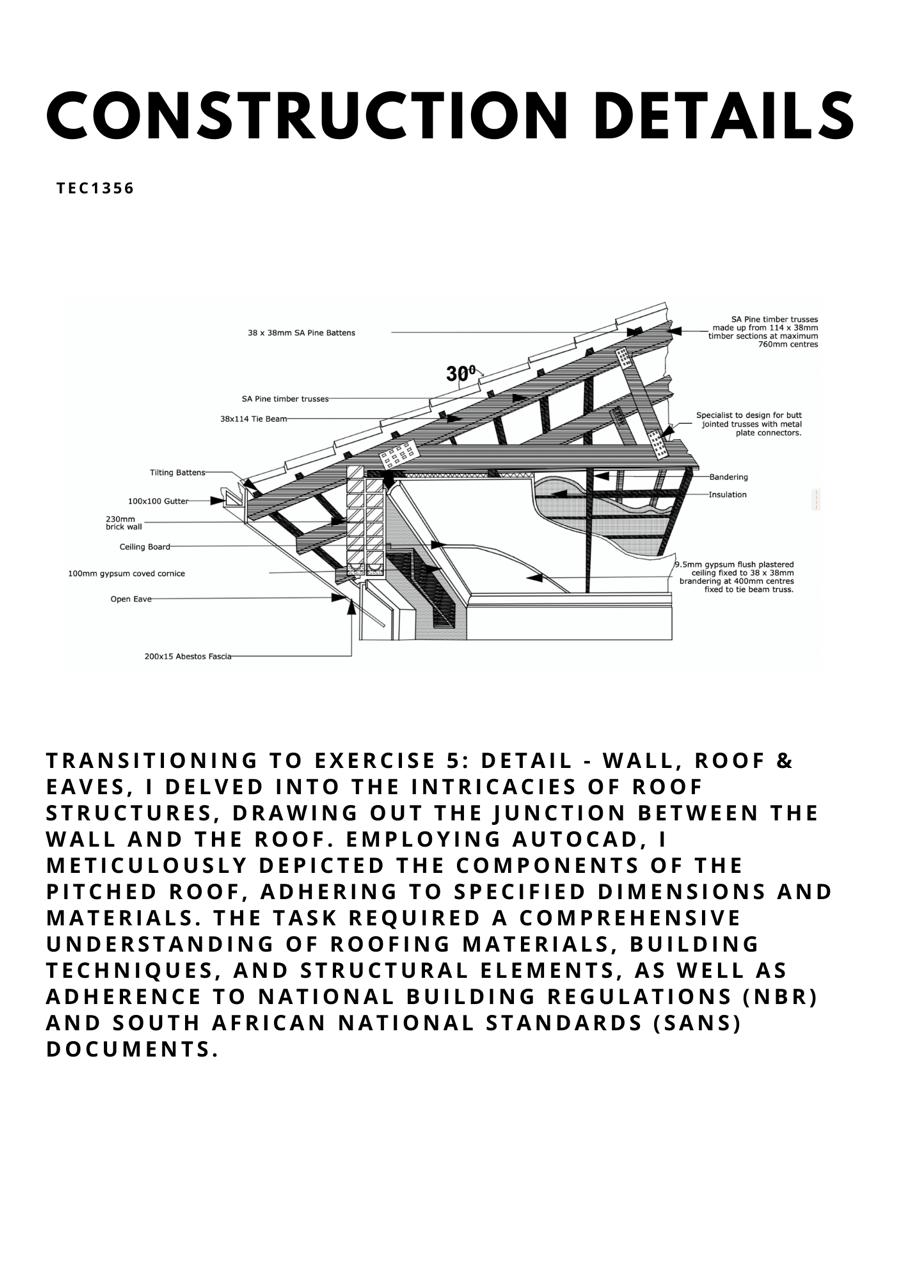 CONSTRUCTION DETAILS
TEC1356
38 x 38mm SA Pine Battens
SA Pine timber trusses
made up from 114 x 38mm
timber sections at maximum
760mm centres
30⁰
SA Pine timber trusses
38x114 Tie Beam
Specialist to design for butt
jointed trusses with metal
plate connectors.
Tilting Battens
Bandering
100x100 Gutter
Insulation
230mm
brick wall
Ceiling Board
100mm gypsum coved cornice
9.5mm gypsum flush plastered
ceiling fixed to 38 x 38mm
brandering at 400mm centres
fixed to tie beam truss.
Open Eave
200x15 Abestos Fascia
TRANSITIONING TO EXERCISE 5: DETAIL - WALL, ROOF &
EAVES, I DELVED INTO THE INTRICACIES OF ROOF
STRUCTURES, DRAWING OUT THE JUNCTION BETWEEN THE
WALL AND THE ROOF. EMPLOYING AUTOCAD, I
METICULOUSLY DEPICTED THE COMPONENTS OF THE
PITCHED ROOF, ADHERING TO SPECIFIED DIMENSIONS AND
MATERIALS. THE TASK REQUIRED A COMPREHENSIVE
UNDERSTANDING OF ROOFING MATERIALS, BUILDING
TECHNIQUES, AND STRUCTURAL ELEMENTS, AS WELL AS
ADHERENCE TO NATIONAL BUILDING REGULATIONS (NBR)
AND SOUTH AFRICAN NATIONAL STANDARDS (SANS)
DOCUMENTS.